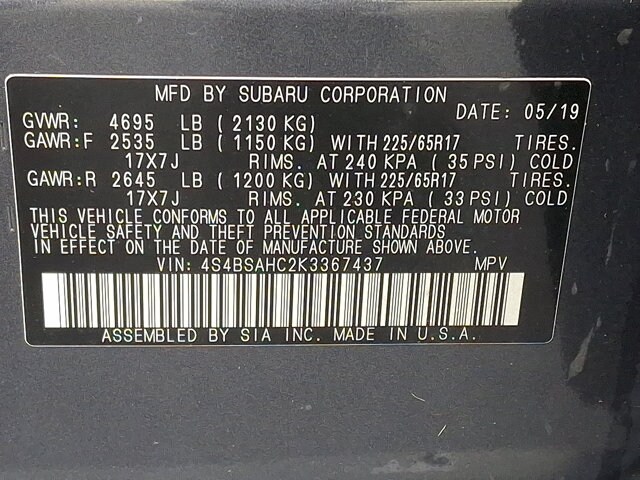 MFD BY SUBARU CORPORATION
DATE: 05/19
GVWR: 4695 LB ( 2130 KG)
GAWR:F 2535 LB ( 1150 KG) WITH 225/65R17 TIRES.
17X7J RIMS. AT 240 KPA ( 35 PSI) COLD
GAWR:R 2645 LB ( 1200 KG) WITH 225/65R17 TIRES.
17X7J RIMS. AT 230 KPA ( 33 PSI) COLD
THIS VEHICLE CONFORMS TO ALL APPLICABLE FEDERAL MOTOR
VEHICLE SAFETY AND THEFT PREVENTION STANDARDS
IN EFFECT ON THE DATE OF MANUFACTURE SHOWN ABOVE.
VIN: 4S4BSAHC2K3367437 MPV
ASSEMBLED BY SIA INC. MADE IN U.S.A.